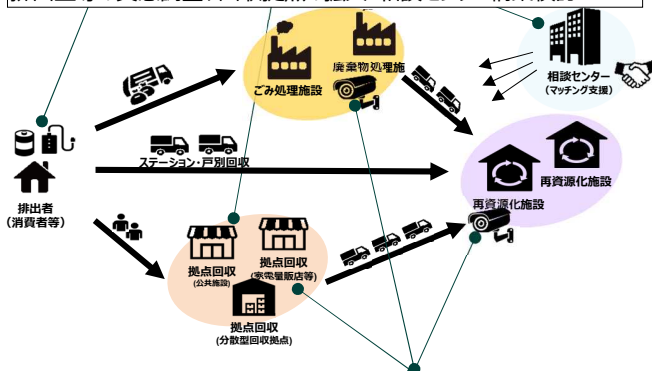 廃棄物処理施
ごみ処理施設
相談センター
(マッチング支援)
ステーション・戸別回収
再資源化施設
再資源化施設
排出者
(消費者等)
拠点回収
(公共施設)
拠点回収
(家電量販店等)
拠点回収
(分散型回収拠点)